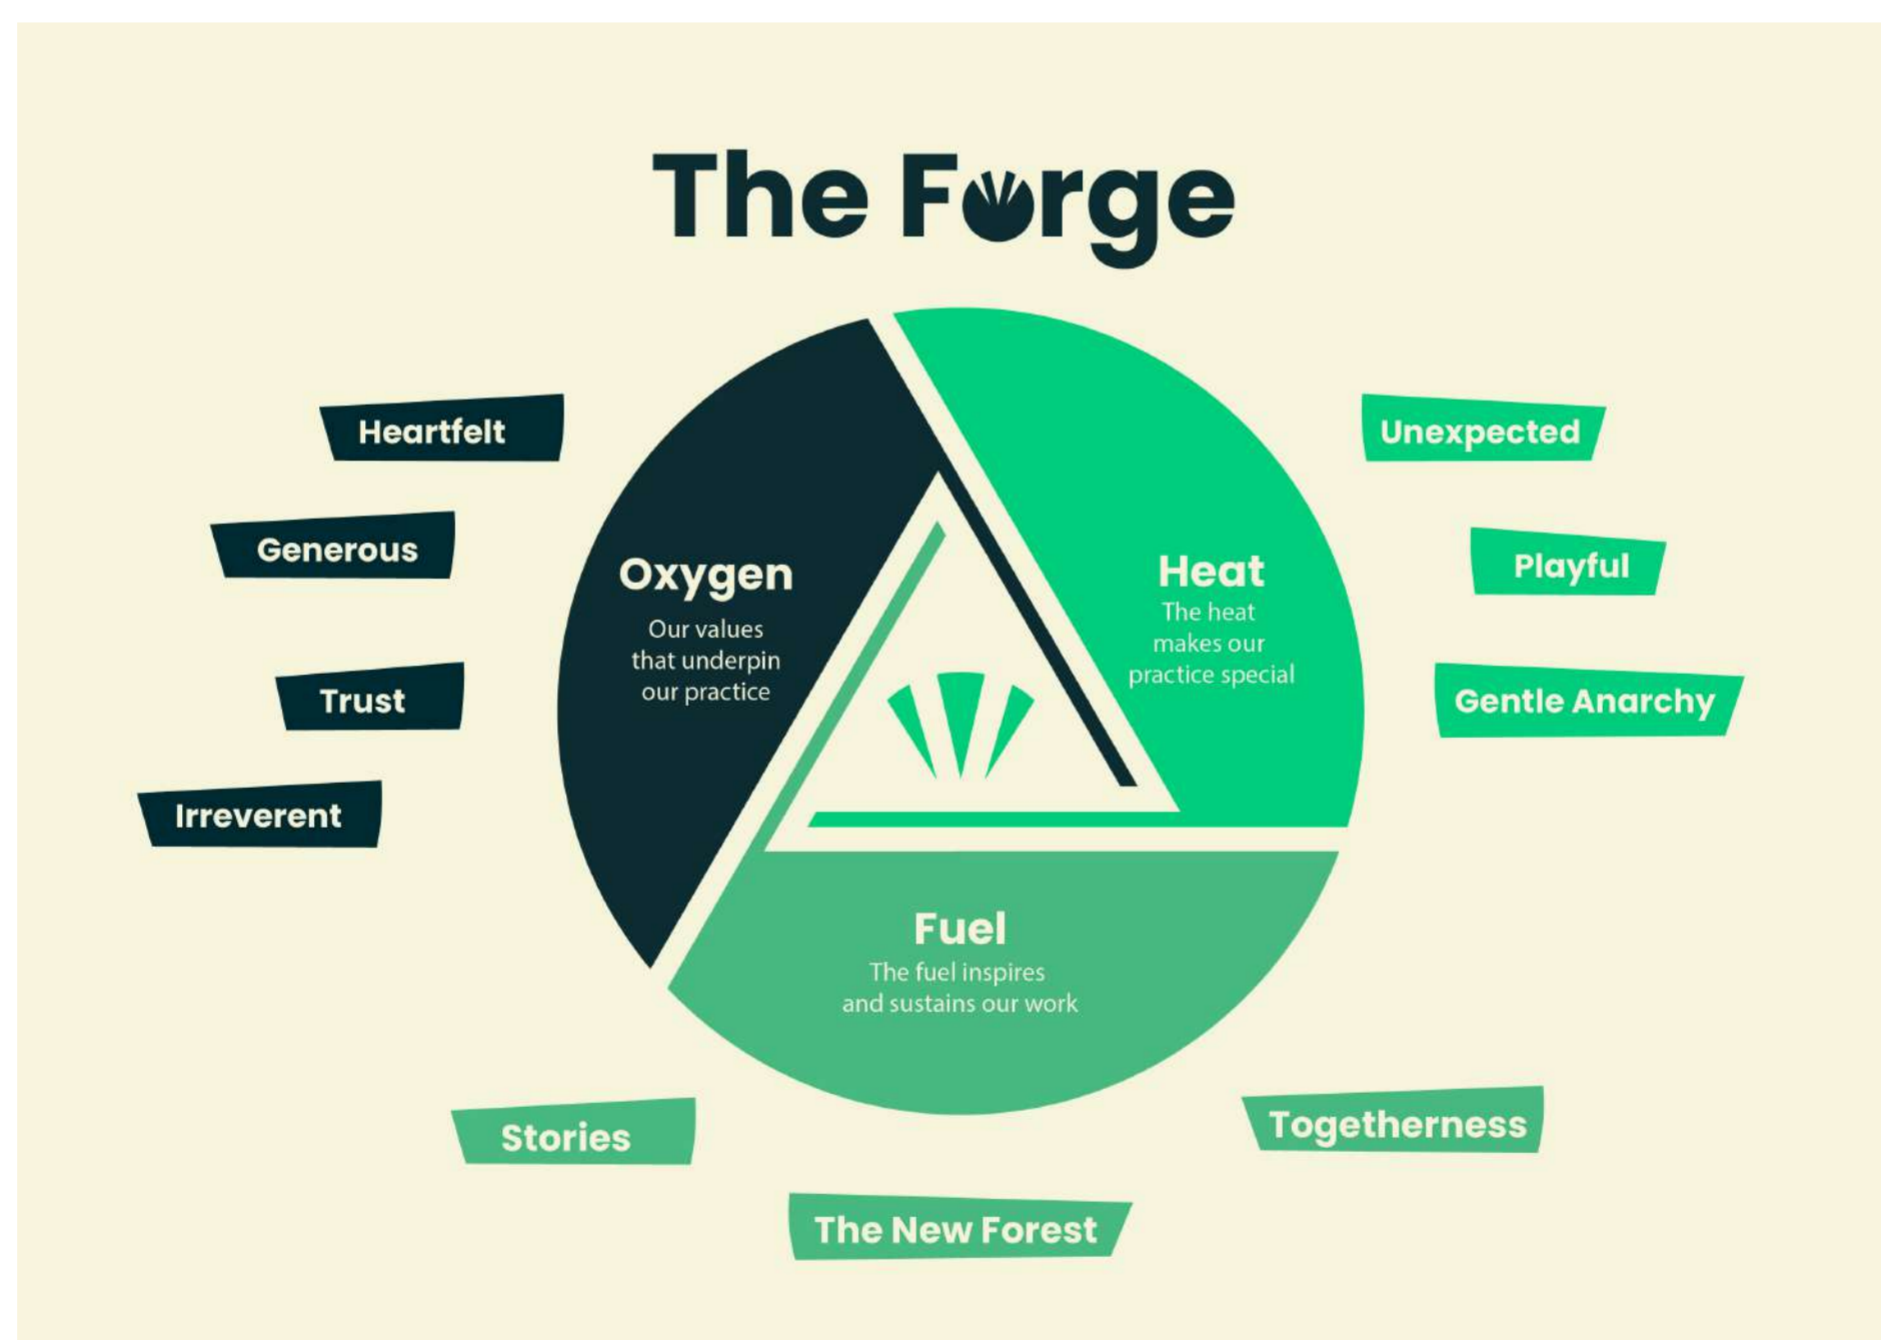 The Forge
Heartfelt
Generous
Trust
Irreverent
Oxygen
Our values
that underpin
our practice
Heat
The heat
makes our
practice special
Unexpected
Playful
Gentle Anarchy
Fuel
The fuel inspires
and sustains our work
Stories
The New Forest
Togetherness